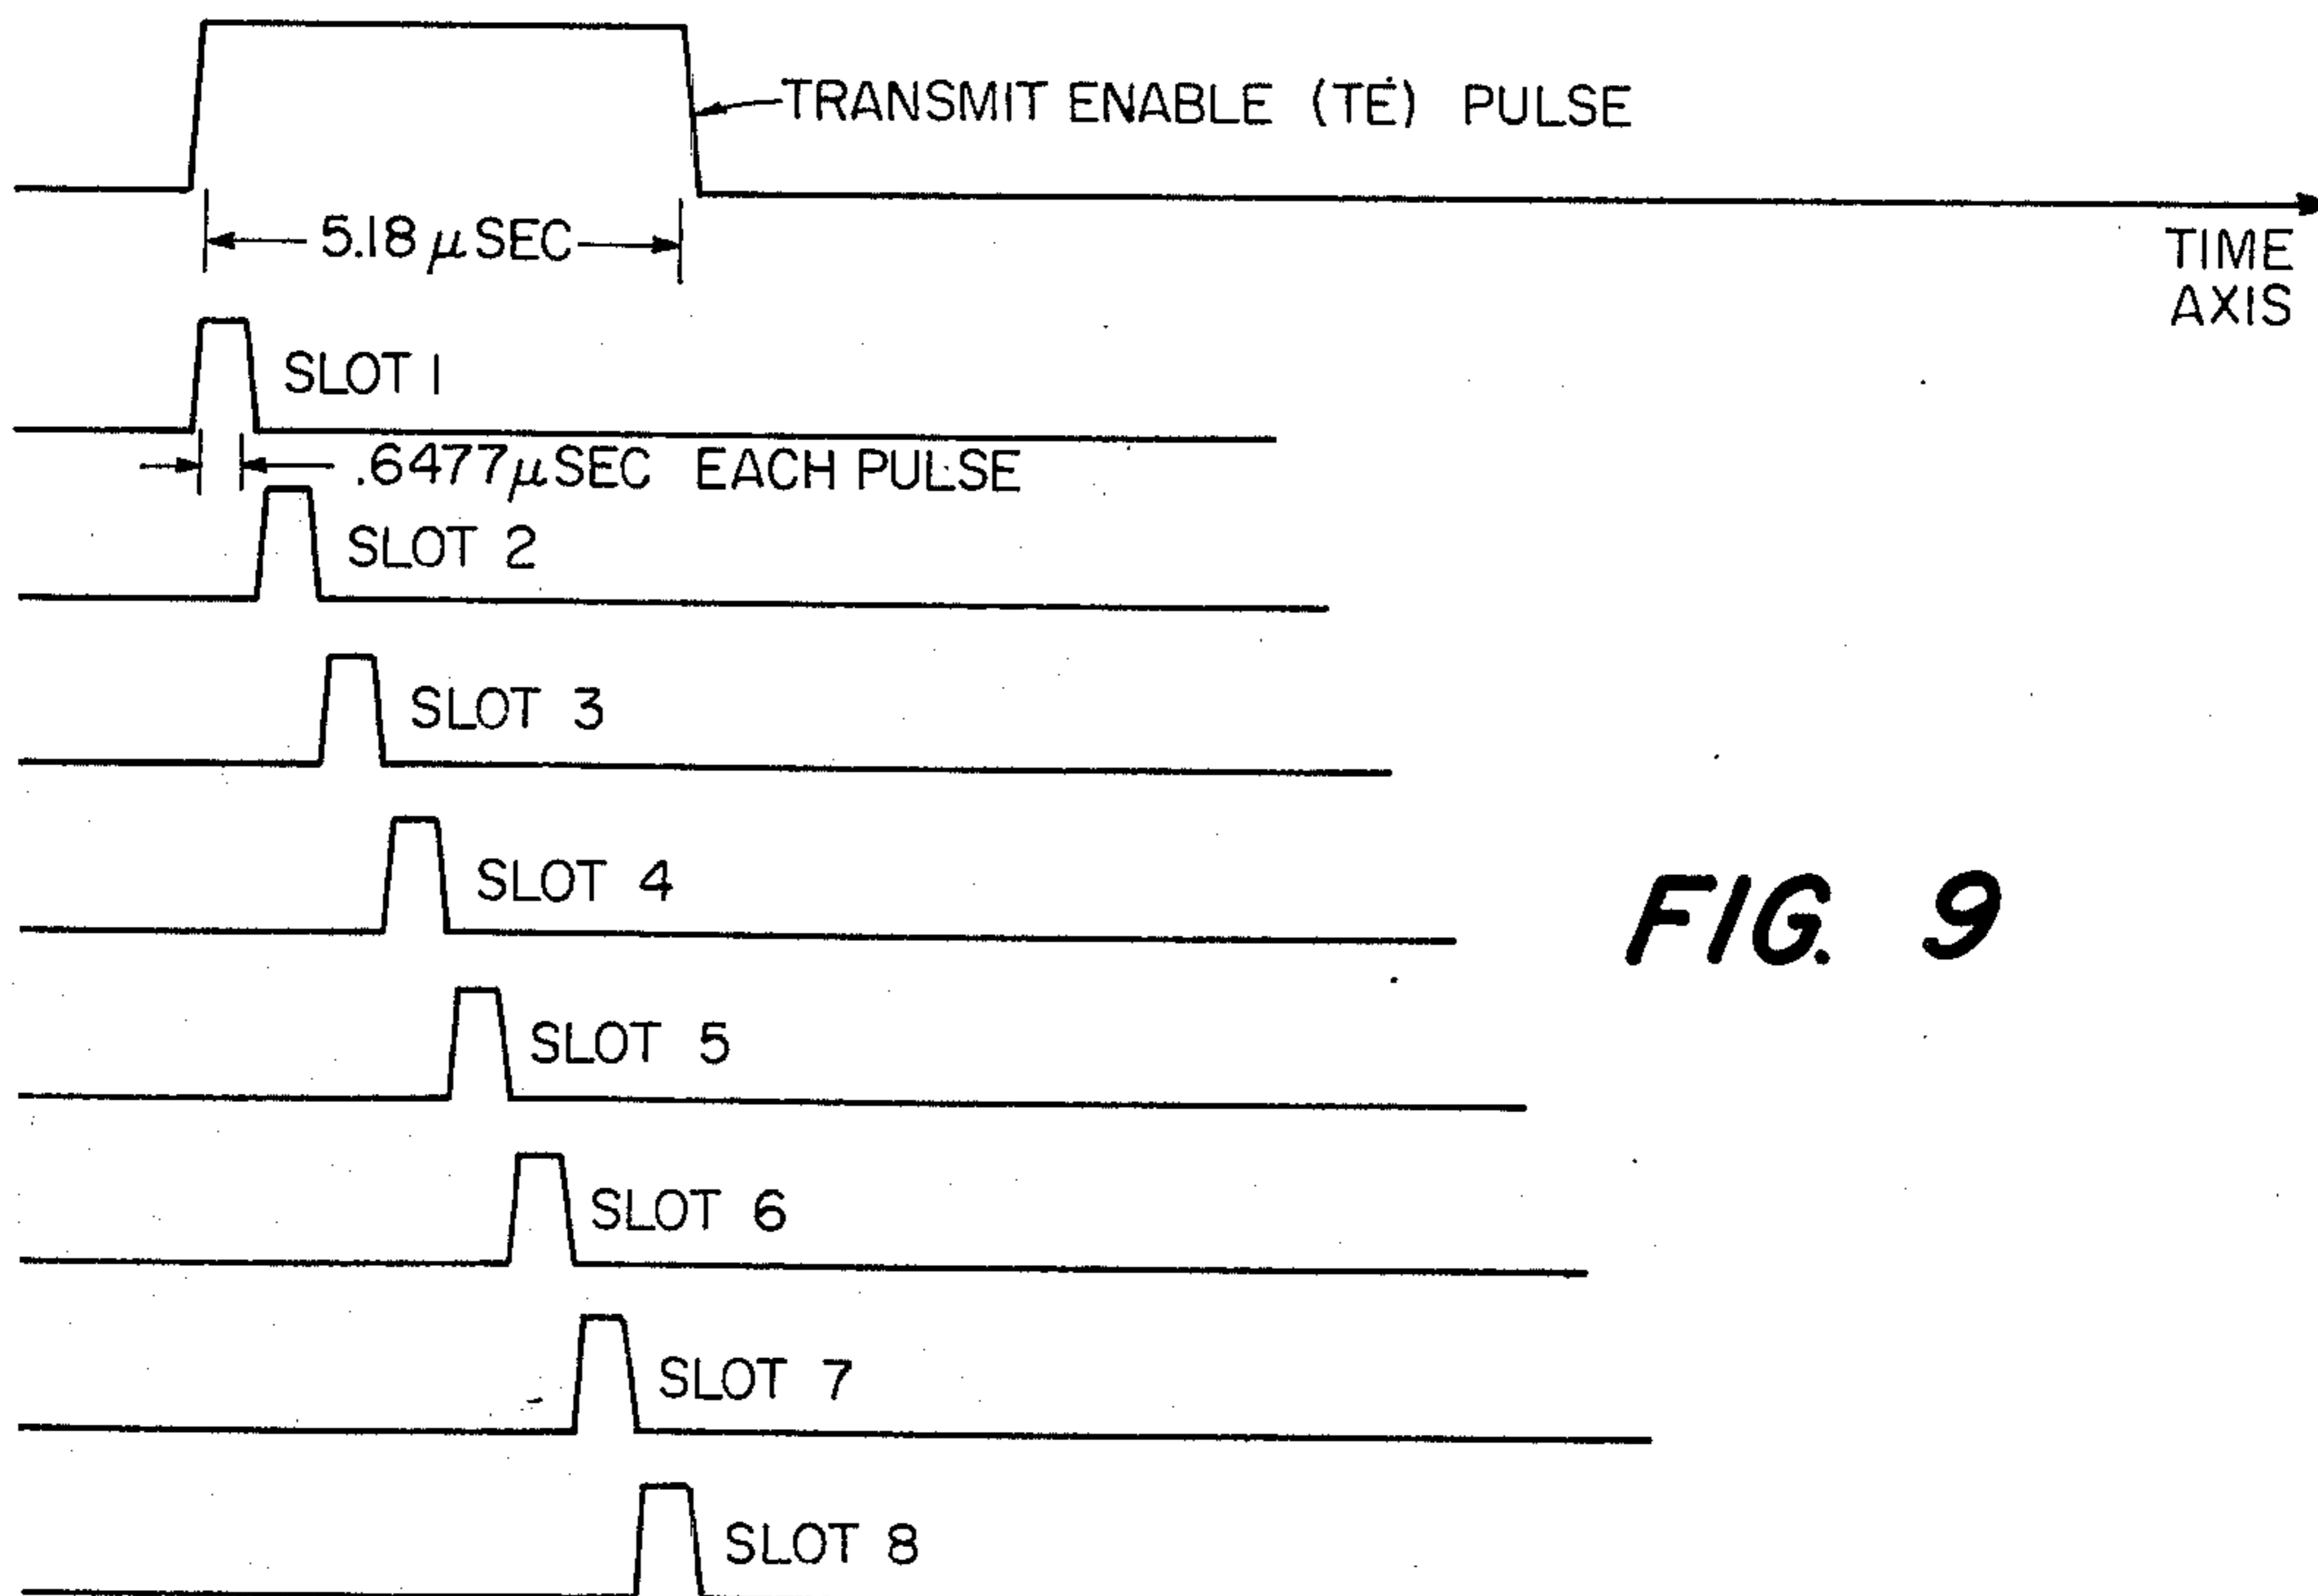 TRANSMIT ENABLE (TE) PULSE
5.18 μSEC
TIME
AXIS
SLOT 1
.6477μSEC EACH PULSE
SLOT 2
SLOT 3
SLOT 4
FIG. 9
SLOT 5
SLOT 6
SLOT 7
SLOT 8